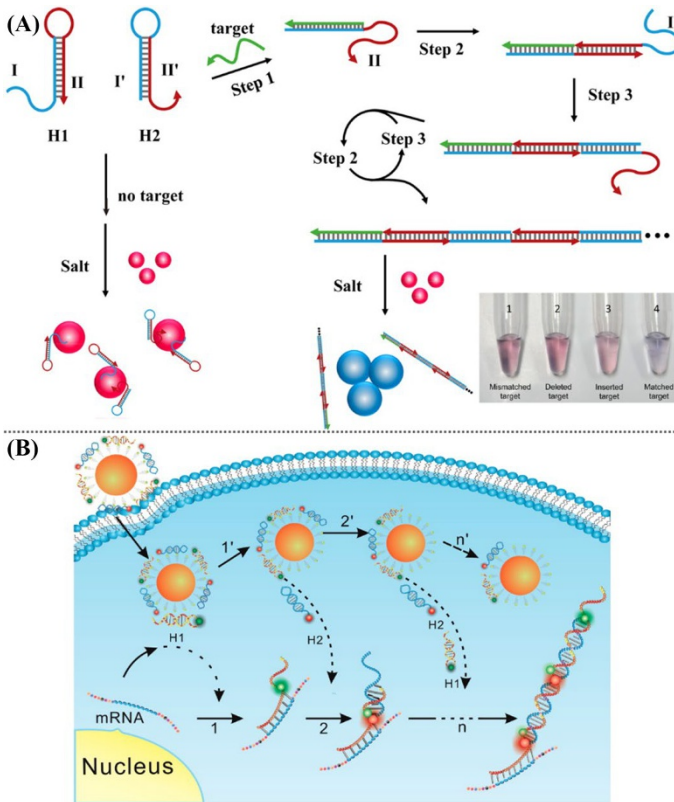 (A)
I
II
I'
II'
H1
H2
target
Step 1
II
Step 2
I'
Step 3
Step 3
Step 2
no target
Salt
Salt
1 2 3 4
Mismatched target
Deleted target
Inserted target
Matched target
(B)
1'
2'
n'
H1
H2
H2
H1
mRNA
1
2
n
Nucleus